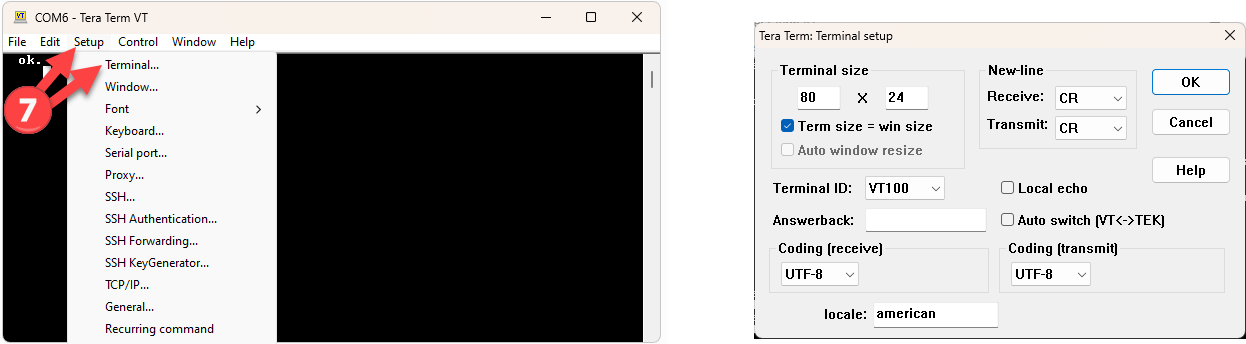 COM6 - Tera Term VT
File Edit Setup Control Window Help
ok.
7
Terminal...
Window...
Font
Keyboard...
Serial port...
Proxy...
SSH...
SSH Authentication...
SSH Forwarding...
SSH KeyGenerator...
TCP/IP...
General...
Recurring command
Tera Term: Terminal setup
Terminal size
80 X 24
Term size = win size
Auto window resize
New-line
Receive: CR
Transmit: CR
OK
Cancel
Help
Terminal ID: VT100
Local echo
Answerback:
Auto switch (VT<->TEK)
Coding (receive)
UTF-8
Coding (transmit)
UTF-8
locale: american